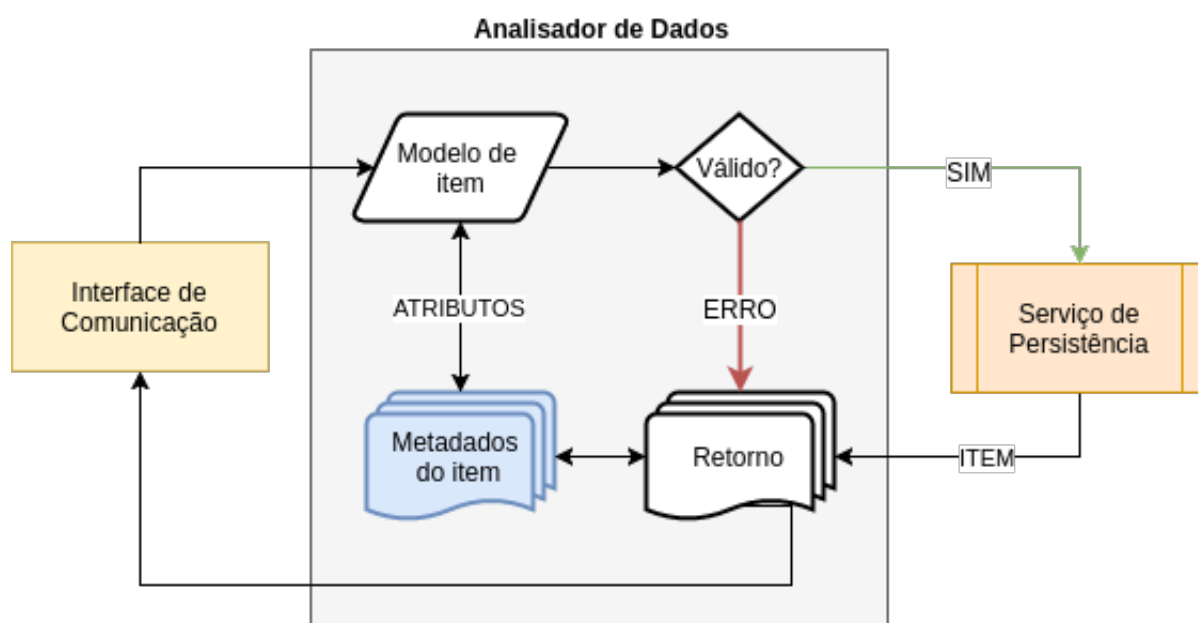 Analisador de Dados
Modelo de
item
Válido?
SIM
Interface de
Comunicação
ATRIBUTOS
ERRO
Serviço de
Persistência
Metadados
do item
Retorno
ITEM